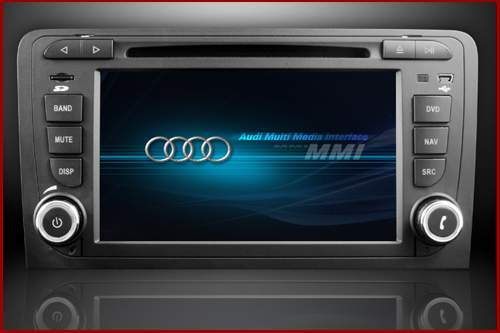 BAND
MUTE
DISP
DVD
NAV
SRC
Audi Multi Media Interface
MMI